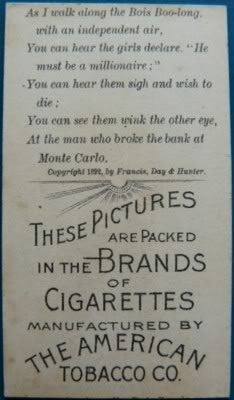 As I walk along the Bois Boo-long,
with an independent air,
You can hear the girls declare. "He
must be a millionaire;"
-You can hear them sigh and wish to
die;
You can see them wink the other eye,
At the man who broke the bank at
Monte Carlo.
Copyright 1892, by Francis, Day & Hunter.
THESE PICTURES
ARE PACKED
IN THE BRANDS
OF
CIGARETTES
MANUFACTURED BY
THE AMERICAN
TOBACCO CO.